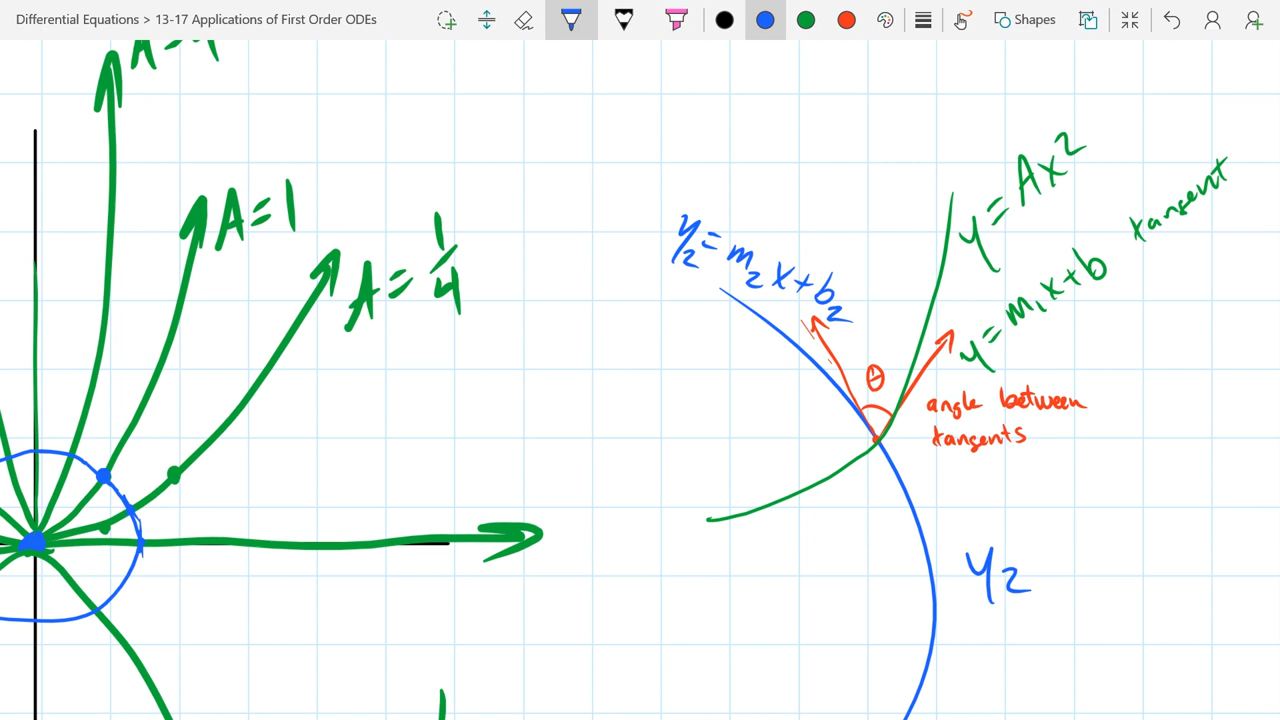 Differential Equations > 13-17 Applications of First Order ODEs
Shapes
A = 1
A = 1/4
y = Ax²
y = m₁x + b tangent
y₂ = m₂x + b₂
θ
angle between
tangents
y₂